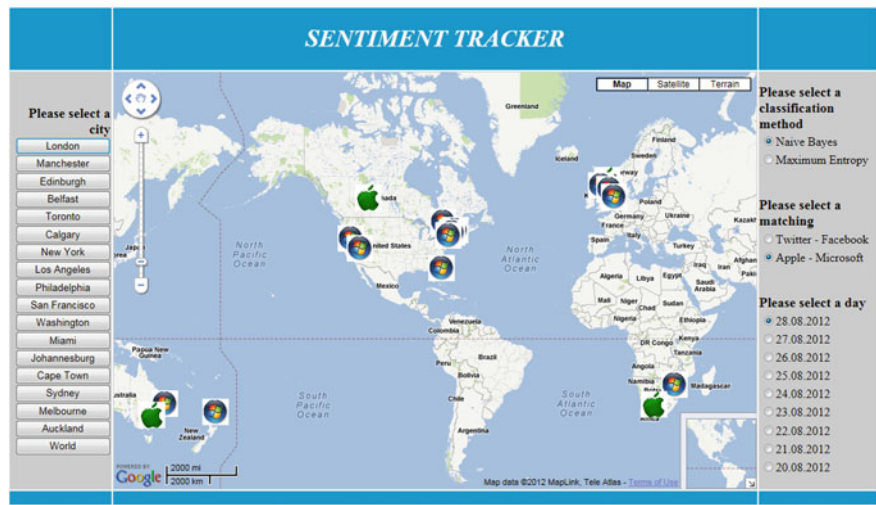 SENTIMENT TRACKER
Please select a
city
London
Manchester
Edinburgh
Belfast
Toronto
Calgary
New York
Los Angeles
Philadelphia
San Francisco
Washington
Miami
Johannesburg
Cape Town
Sydney
Melbourne
Auckland
World
Map
Satellite
Terrain
Greenland
Iceland
Finland
Sweden
Poland
Germany
Ukraine
France
Italy
Spain
Turkey
United States
Mexico
North
Pacific
Ocean
North
Atlantic
Ocean
Iraq
Iran
Algeria
Libya
Egypt
Saudi
Arabia
Mali
Niger
Chad
Sudan
Nigeria
Ethiopia
DR Congo
Kenya
Tanzania
Angola
Namibia
Madagascar
Venezuela
Colombia
Peru
Brazil
Bolivia
Chile
Argentina
Papua New
Guinea
New
Zealand
South
Pacific
Ocean
South
Atlantic
Ocean
POWERED BY
Google
2000 mi
2000 km
Map data ©2012 MapLink, Tele Atlas - Terms of Use
Please select a
classification
method
Naive Bayes
Maximum Entropy
Please select a
matching
Twitter - Facebook
Apple - Microsoft
Please select a day
28.08.2012
27.08.2012
26.08.2012
25.08.2012
24.08.2012
23.08.2012
22.08.2012
21.08.2012
20.08.2012